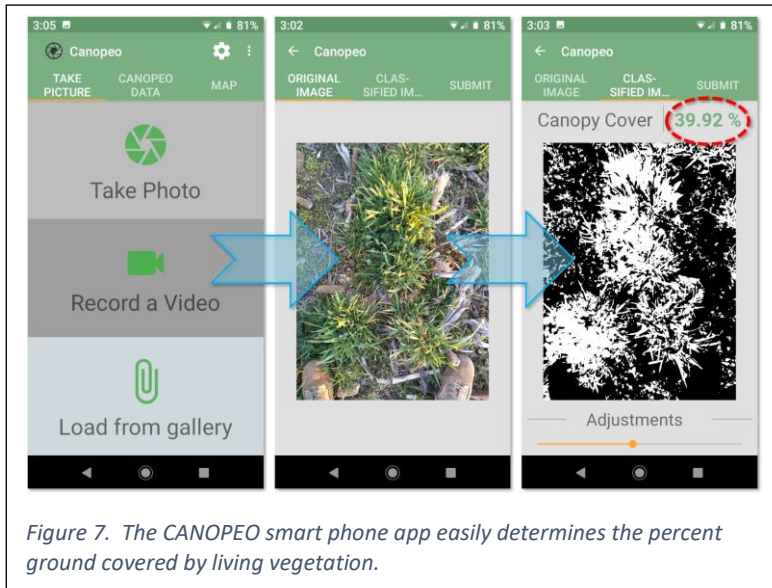 3:05 81%
Canopeo
TAKE PICTURE CANOPEO DATA MAP
Take Photo
Record a Video
Load from gallery
3:02 81%
Canopeo
ORIGINAL IMAGE CLAS-SIFIED IM... SUBMIT
3:03 81%
Canopeo
ORIGINAL IMAGE CLAS-SIFIED IM... SUBMIT
Canopy Cover 39.92 %
Adjustments
Figure 7. The CANOPEO smart phone app easily determines the percent
ground covered by living vegetation.